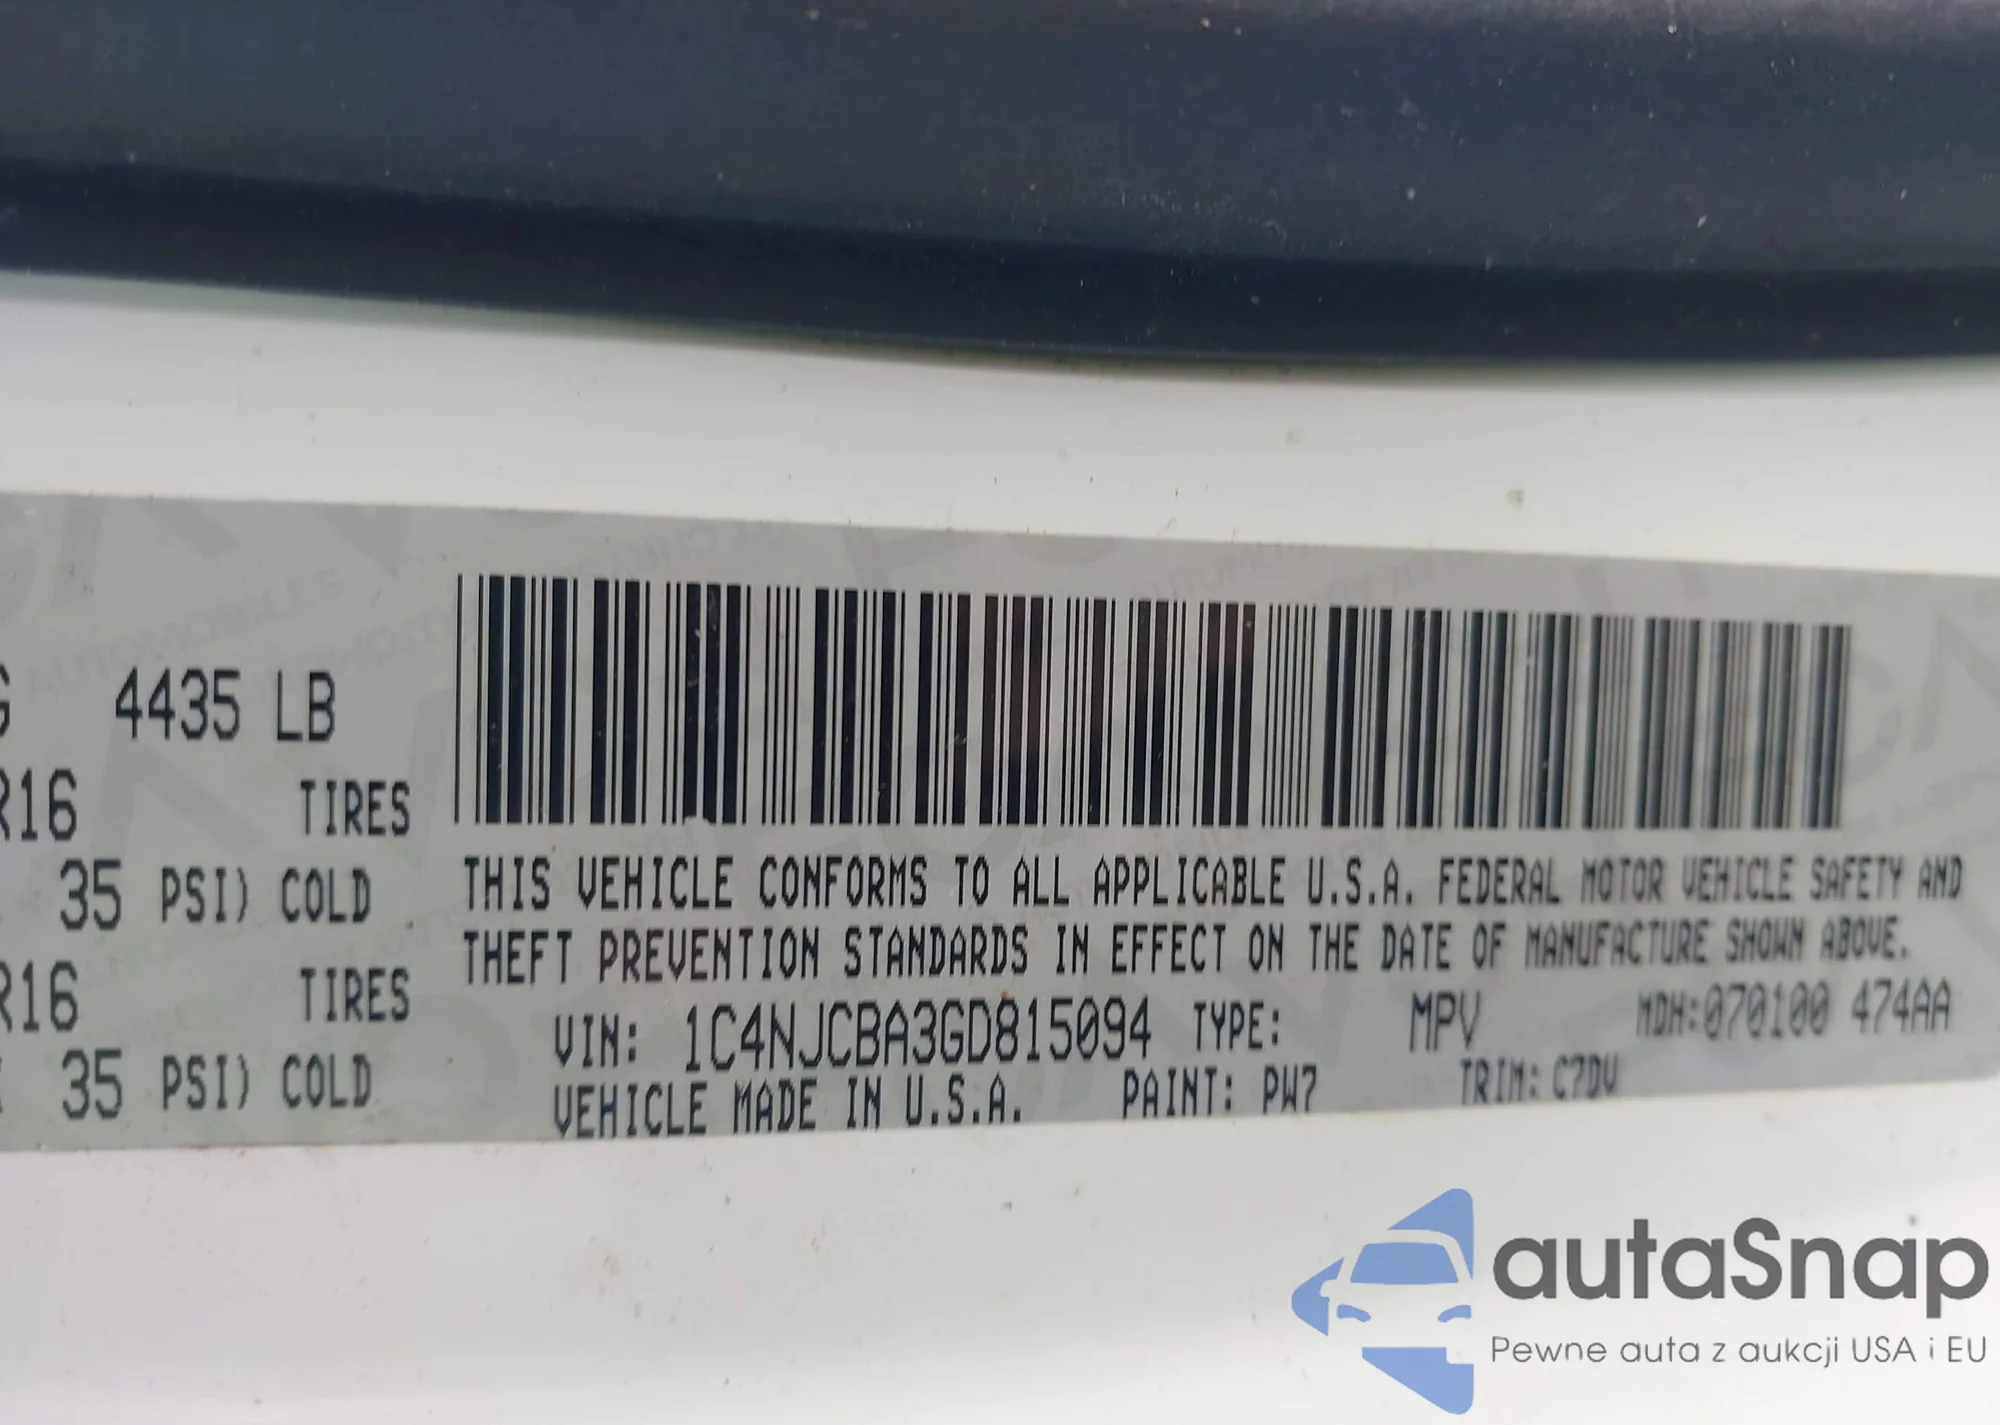 G 4435 LB
R16 TIRES
35 PSI) COLD
R16 TIRES
35 PSI) COLD
THIS VEHICLE CONFORMS TO ALL APPLICABLE U.S.A. FEDERAL MOTOR VEHICLE SAFETY AND
THEFT PREVENTION STANDARDS IN EFFECT ON THE DATE OF MANUFACTURE SHOWN ABOVE.
VIN: 1C4NJCBA3GD815094 TYPE: MPV MDH:070100 474AA
VEHICLE MADE IN U.S.A. PAINT: PW7 TRIM: C7DV
autaSnap
Pewne auta z aukcji USA i EU